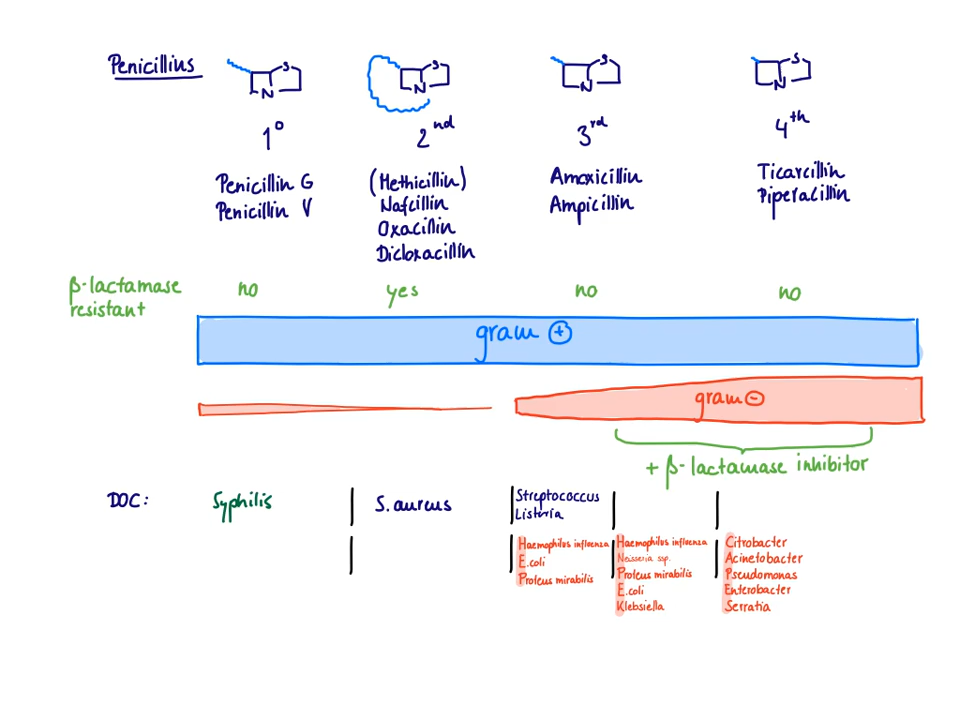 Penicillins
S
N
S
N
S
N
S
N
1°
2nd
3rd
4th
Penicillin G
Penicillin V
(Methicillin)
Nafcillin
Oxacillin
Dicloxacillin
Amoxicillin
Ampicillin
Ticarcillin
Piperacillin
β-lactamase resistant
no
yes
no
no
gram +
gram -
+ β-lactamase inhibitor
DOC:
Syphilis
S. aureus
Streptococcus
Listeria
Haemophilus influenza
E.coli
Proteus mirabilis
Haemophilus influenza
Neisseria ssp.
Proteus mirabilis
E.coli
Klebsiella
Citrobacter
Acinetobacter
Pseudomonas
Enterobacter
Serratia